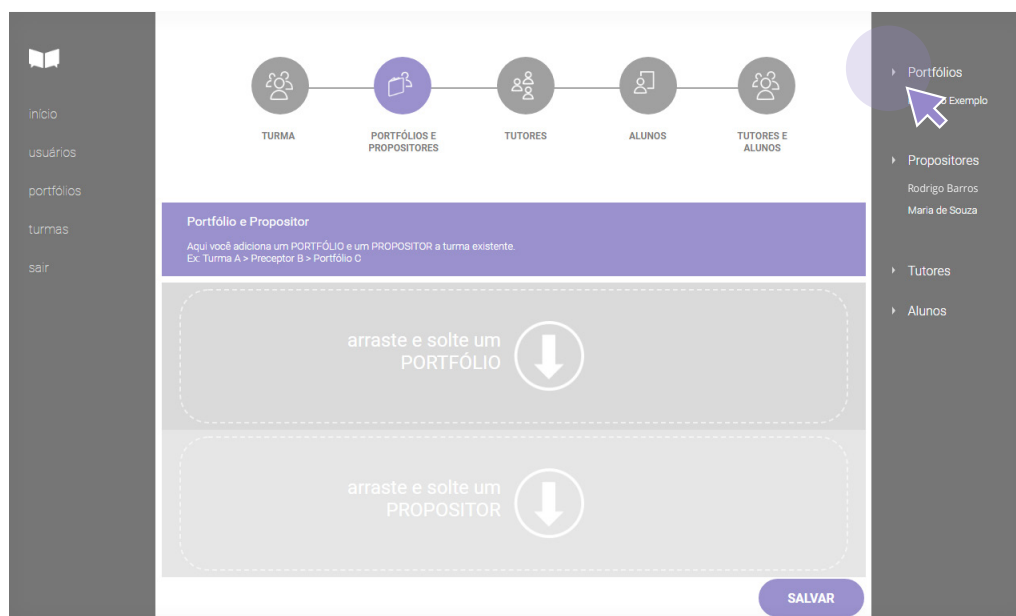 início
usuários
portfólios
turmas
sair
TURMA
PORTFÓLIOS E
PROPOSITORES
TUTORES
ALUNOS
TUTORES E
ALUNOS
Portfólio e Propositor
Aqui você adiciona um PORTFÓLIO e um PROPOSITOR a turma existente.
Ex: Turma A > Preceptor B > Portfólio C
arraste e solte um
PORTFÓLIO
arraste e solte um
PROPOSITOR
SALVAR
Portfólios
Exemplo
Propositores
Rodrigo Barros
Maria de Souza
Tutores
Alunos